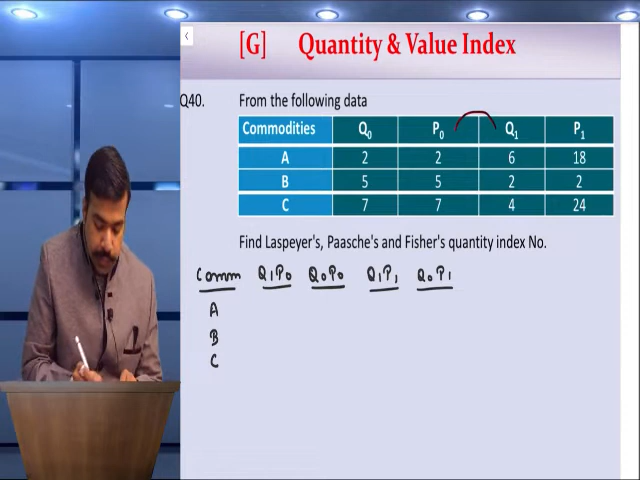 [G] Quantity & Value Index
Q40. From the following data
Commodities Q0 P0 Q1 P1
A 2 2 6 18
B 5 5 2 2
C 7 7 4 24
Find Laspeyer's, Paasche's and Fisher's quantity index No.
Comm Q1P0 Q0P0 Q1P1 Q0P1
A
B
C